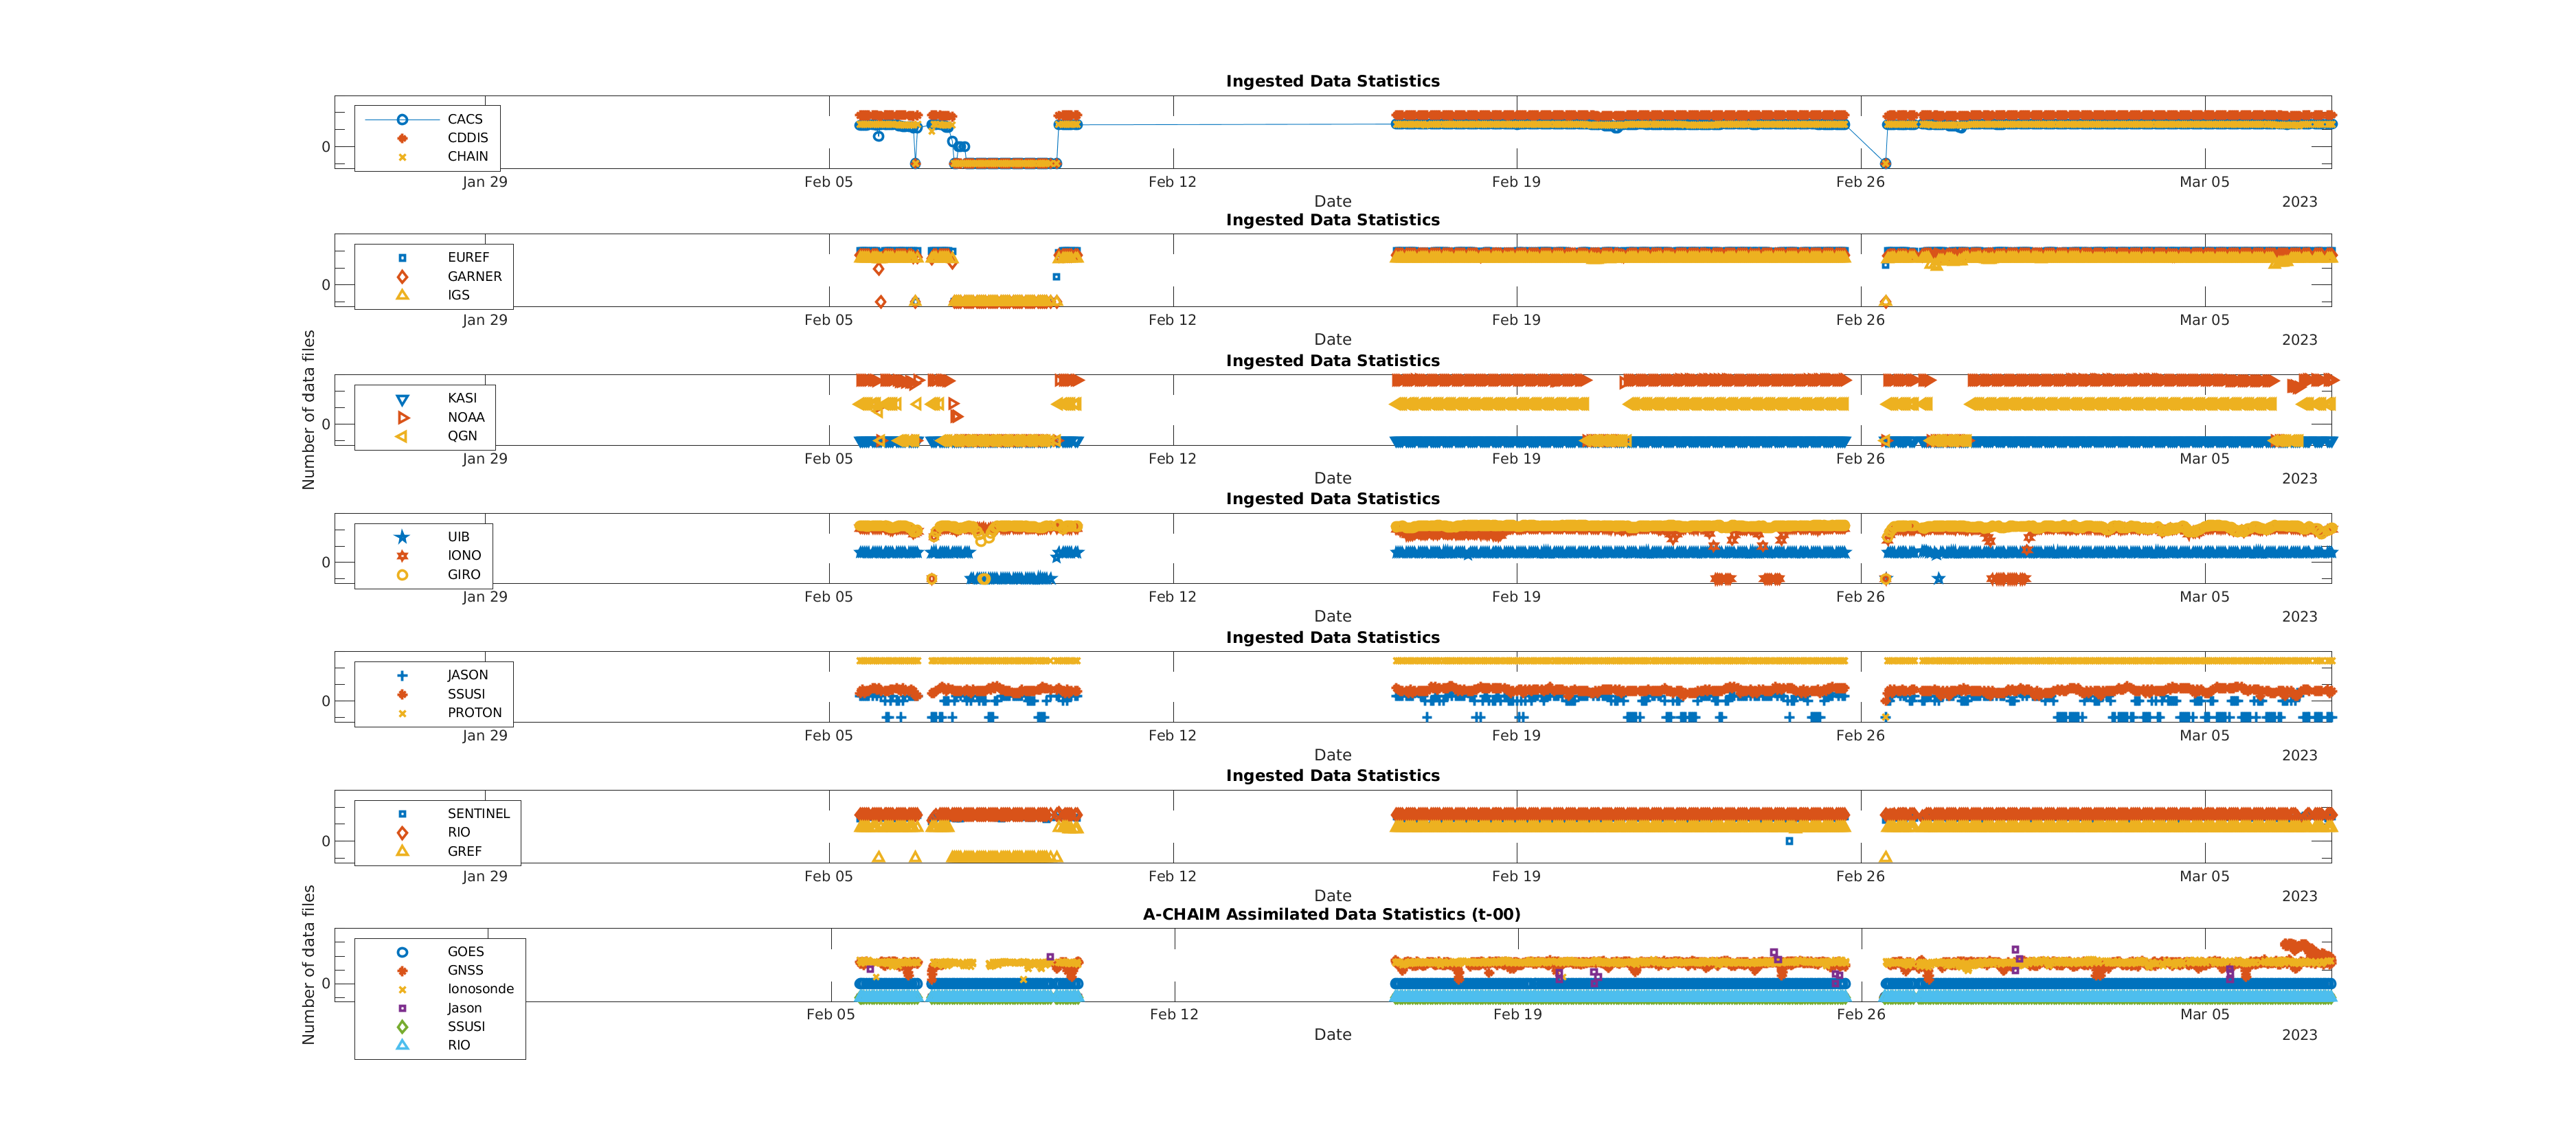 Ingested Data Statistics
CACS
CDDIS
CHAIN
0
Jan 29 Feb 05 Feb 12 Feb 19 Feb 26 Mar 05
Date
2023
Ingested Data Statistics
EUREF
GARNER
IGS
0
Jan 29 Feb 05 Feb 12 Feb 19 Feb 26 Mar 05
Date
2023
Number of data files
Ingested Data Statistics
KASI
NOAA
QGN
0
Jan 29 Feb 05 Feb 12 Feb 19 Feb 26 Mar 05
Date
2023
Ingested Data Statistics
UIB
IONO
GIRO
0
Jan 29 Feb 05 Feb 12 Feb 19 Feb 26 Mar 05
Date
2023
Ingested Data Statistics
JASON
SSUSI
PROTON
0
Jan 29 Feb 05 Feb 12 Feb 19 Feb 26 Mar 05
Date
2023
Ingested Data Statistics
SENTINEL
RIO
GREF
0
Jan 29 Feb 05 Feb 12 Feb 19 Feb 26 Mar 05
Date
2023
Number of data files
A-CHAIM Assimilated Data Statistics (t-00)
GOES
GNSS
Ionosonde
Jason
SSUSI
RIO
0
Feb 05 Feb 12 Feb 19 Feb 26 Mar 05
Date
2023